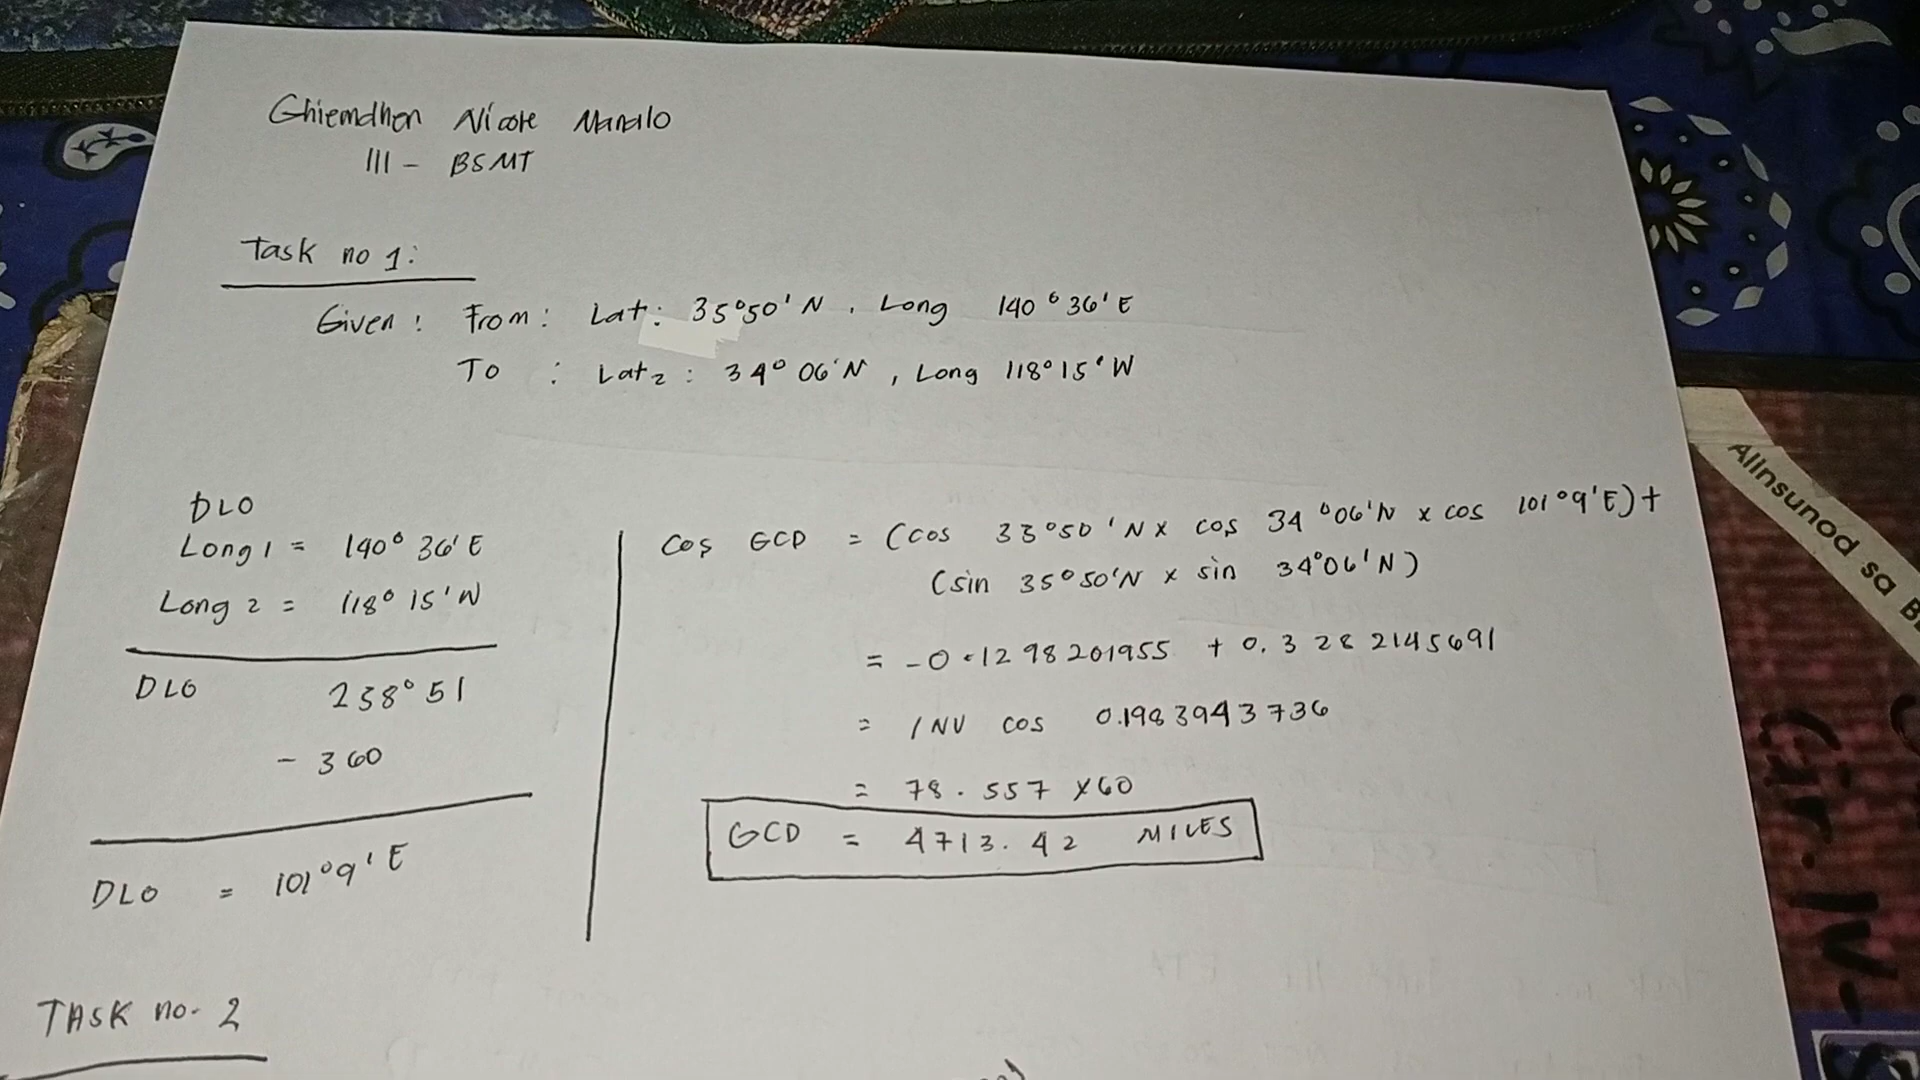 Ghiemdhon Nicole Manalo
III - BSMT
Task no 1:
Given: From: Lat: 35°50'N, Long 140°36'E
To : Lat2: 34°06'N, Long 118°15'W
DLO
Long 1 = 140° 36'E
Long 2 = 118° 15'W
DLO 258° 51
- 360
DLO = 101°9'E
Cos GCD = (cos 35°50'N x cos 34°06'N x cos 101°9'E) +
(sin 35°50'N x sin 34°06'N)
= -0.1298201955 + 0.3282145691
= INV cos 0.1983943736
= 78.557 x60
GCD = 4713.42 MILES
TASK no. 2
Alinsunod sa